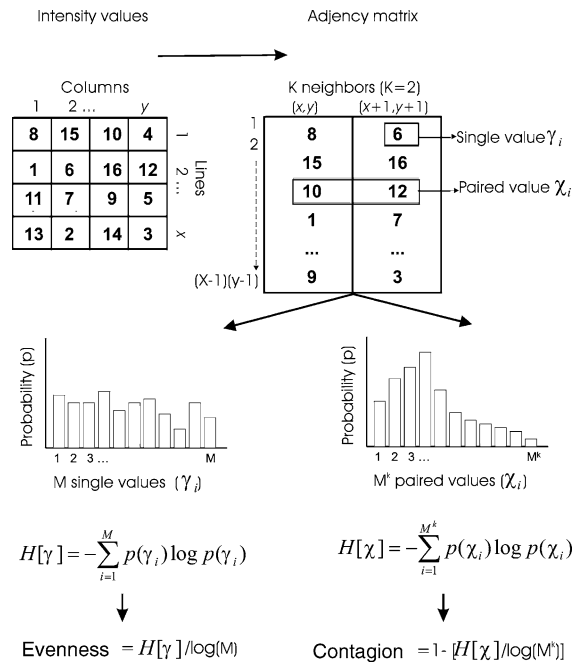 Intensity values
Adjency matrix
Columns
1 2 ... y
8 15 10 4
1 6 16 12
11 7 9 5
13 2 14 3
1
2 ...
x
Lines
K neighbors (K=2)
(x,y) (x+1,y+1)
1
2
(X-1)(y-1)
8 6
15 16
10 12
1 7
... ...
9 3
Single value γi
Paired value χi
Probability (p)
1 2 3 ... M
M single values (γi)
Probability (p)
1 2 3 ... Mᵏ
Mᵏ paired values (χi)
H[γ] = −∑ᵢ₌₁ᴹ p(γi) log p(γi)
H[χ] = −∑ᵢ₌₁^Mᵏ p(χi) log p(χi)
Evenness = H[γ]/log(M)
Contagion =1- [H[χ]/log(Mᵏ)]